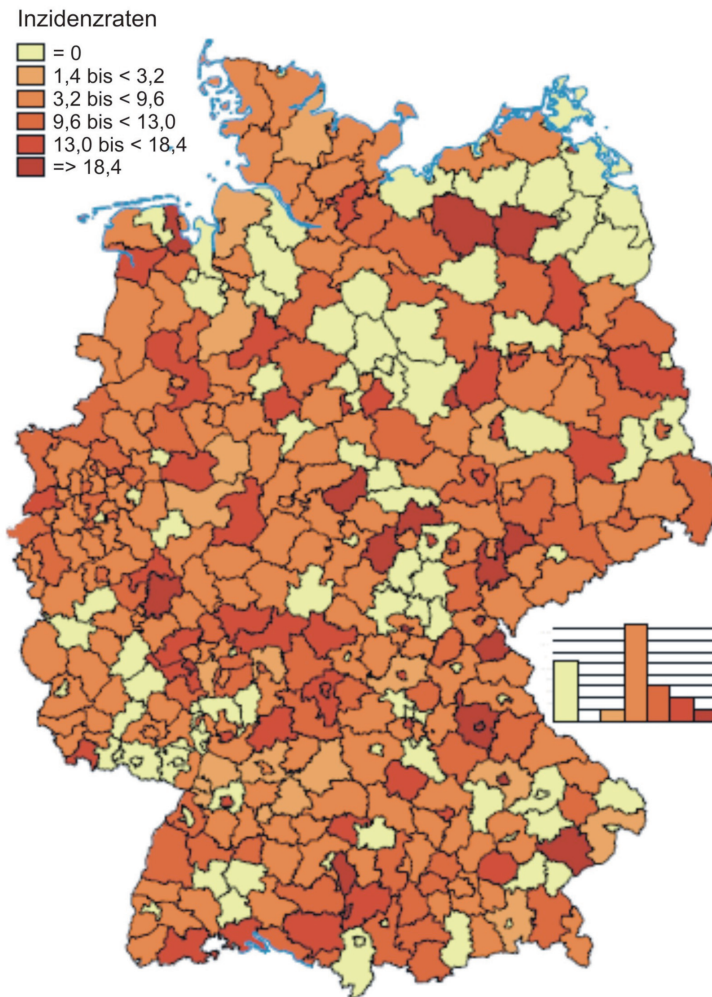 Inzidenzraten
= 0
1,4 bis < 3,2
3,2 bis < 9,6
9,6 bis < 13,0
13,0 bis < 18,4
=> 18,4